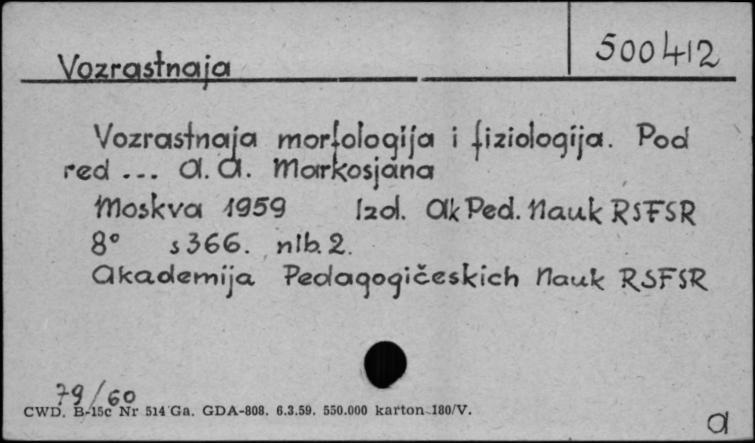 Vozrastnaja
500412
Vozrastnaja morfologija i fiziologija. Pod
red ... A. A. Markosjana
Moskva 1959 Izd. Ak Ped. Nauk RSFSR
8° s 366. nlb. 2.
Akademija Pedagogičeskich Nauk RSFSR
79/60
CWD. B-15c Nr 514 Ga. GDA-808. 6.3.59. 550.000 karton 180/V.
a